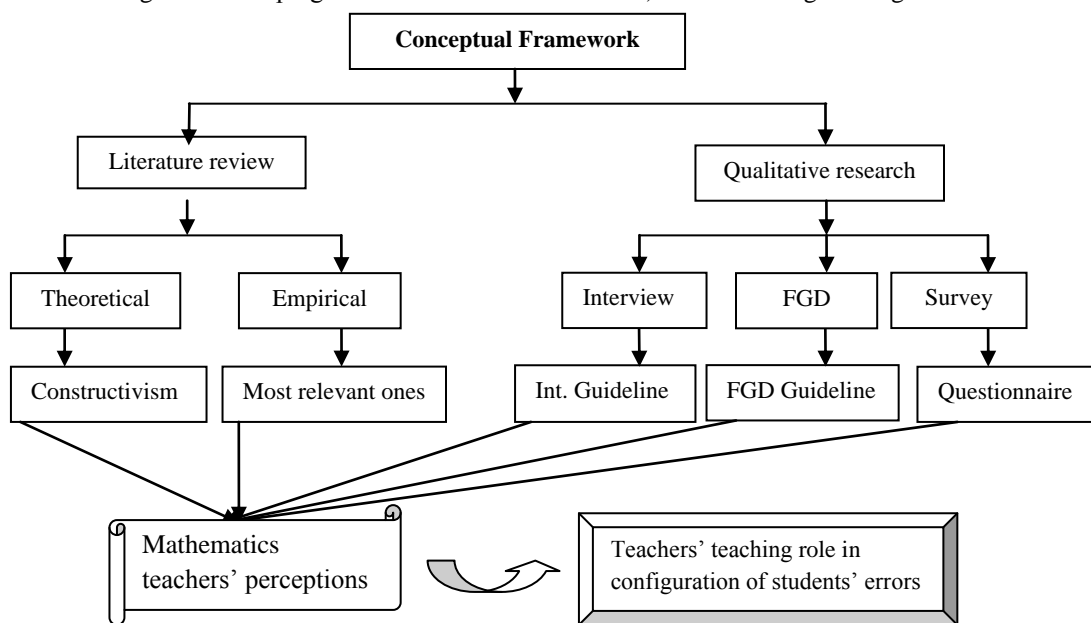 Conceptual Framework
Literature review
Qualitative research
Theoretical
Empirical
Interview
FGD
Survey
Constructivism
Most relevant ones
Int. Guideline
FGD Guideline
Questionnaire
Mathematics
teachers’ perceptions
Teachers’ teaching role in
configuration of students’ errors